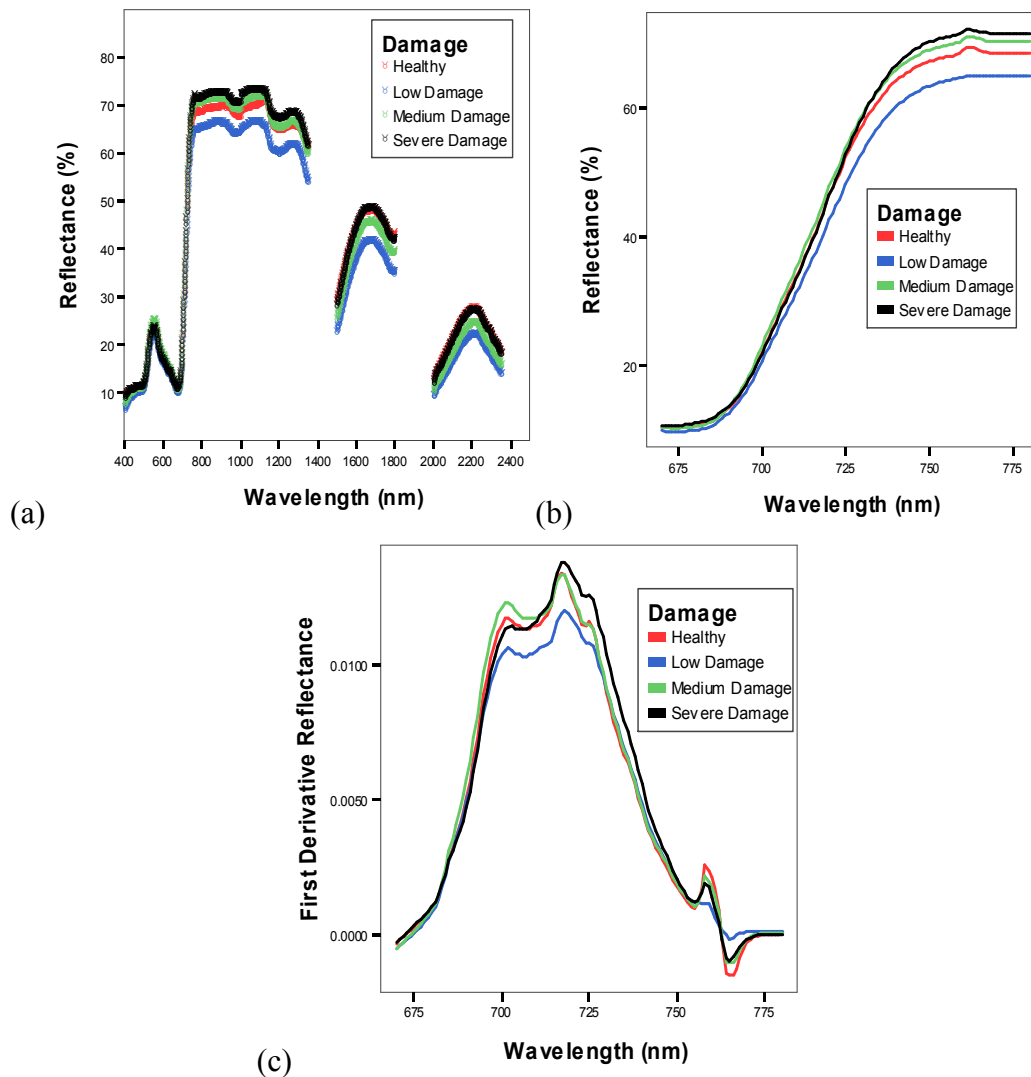 Damage
Healthy
Low Damage
Medium Damage
Severe Damage
Reflectance (%)
80
70
60
50
40
30
20
10
400 600 800 1000 1200 1400 1600 1800 2000 2200 2400
Wavelength (nm)
(a)
Reflectance (%)
60
40
20
Damage
Healthy
Low Damage
Medium Damage
Severe Damage
675 700 725 750 775
Wavelength (nm)
(b)
First Derivative Reflectance
0.0100
0.0050
0.0000
Damage
Healthy
Low Damage
Medium Damage
Severe Damage
675 700 725 750 775
Wavelength (nm)
(c)